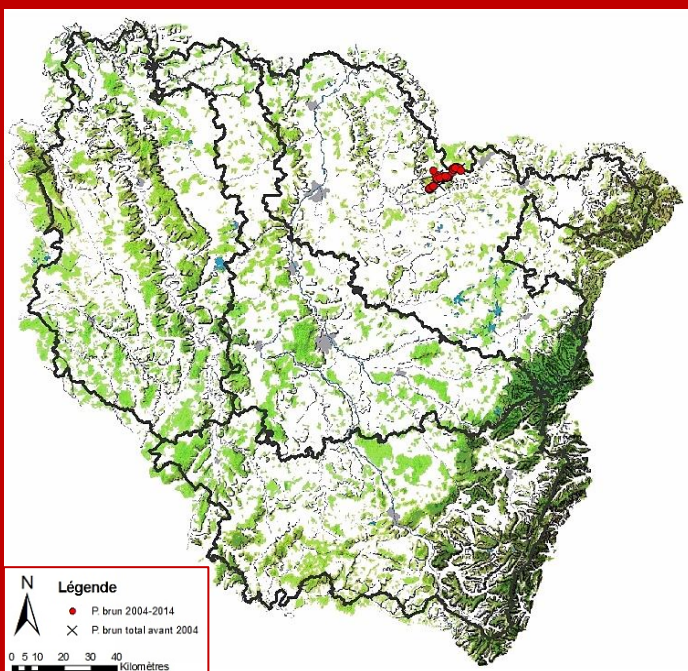 N
Légende
P. brun 2004-2014
P. brun total avant 2004
0 5 10 20 30 40
Kilomètres